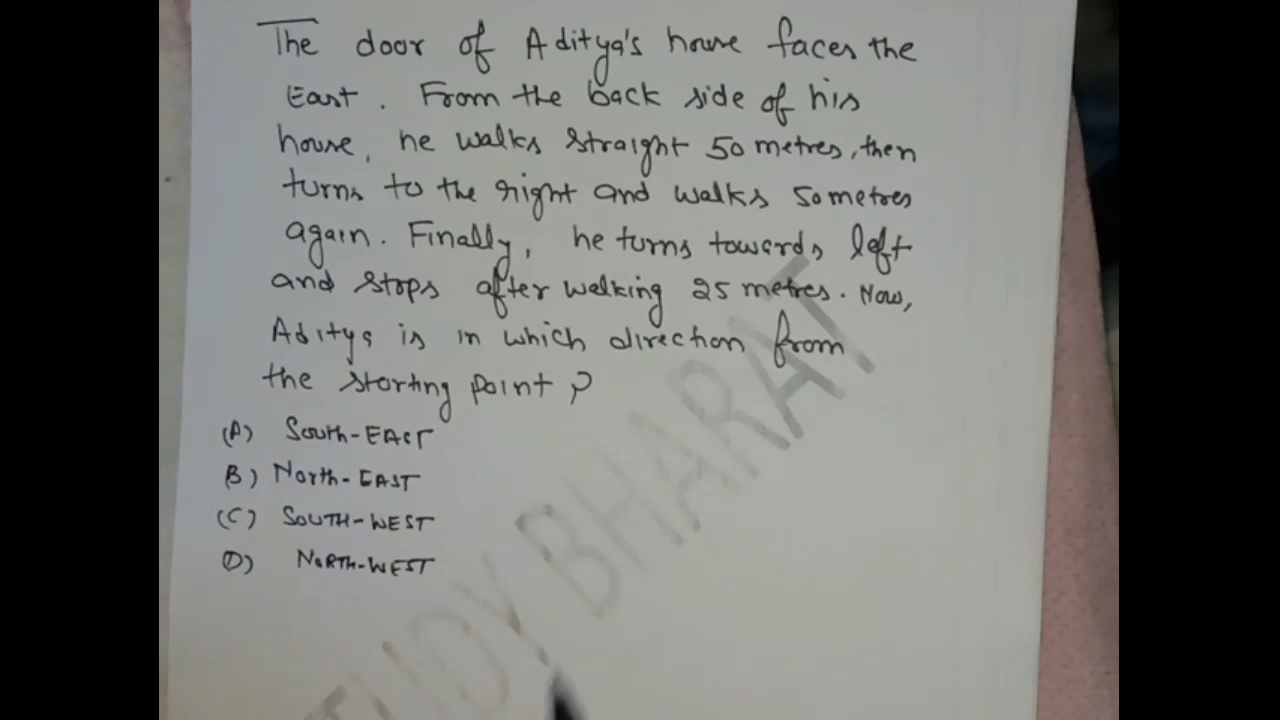 The door of Aditya's house faces the
East. From the back side of his
house, he walks straight 50 metres, then
turns to the right and walks 50 metres
again. Finally, he turns towards left
and stops after walking 25 metres. Now,
Aditya is in which direction from
the starting point?
(A) South-EAST
B) North-EAST
(C) SOUTH-WEST
D) NORTH-WEST
STUDY BHARAT